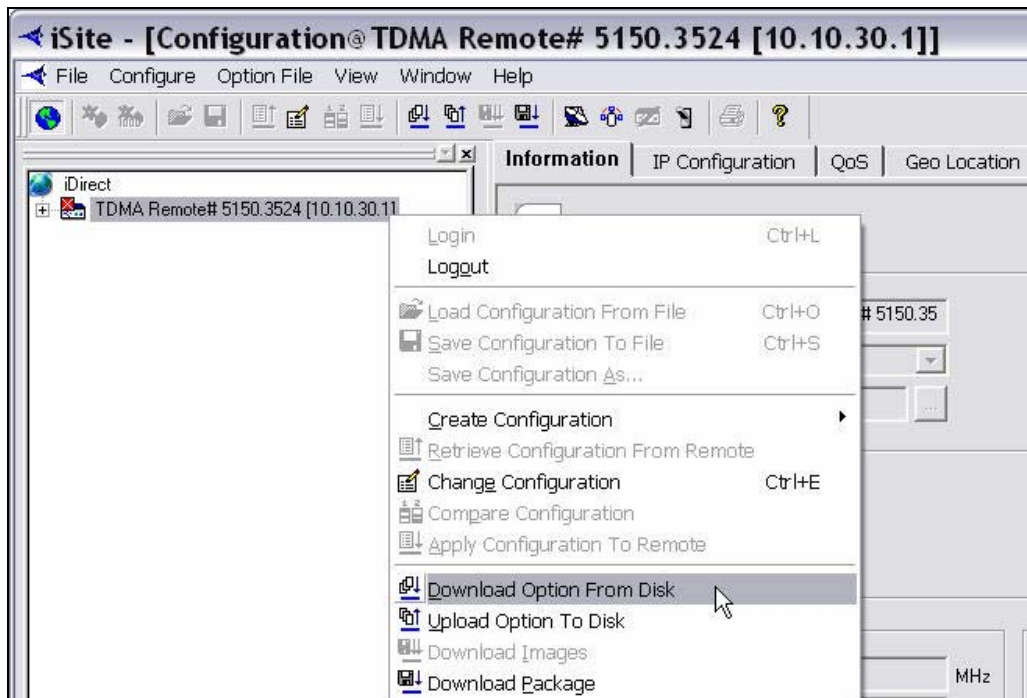 iSite - [Configuration@TDMA Remote# 5150.3524 [10.10.30.1]]
File Configure Option File View Window Help
Information IP Configuration QoS Geo Location
iDirect
TDMA Remote# 5150.3524 [10.10.30.1]
Login Ctrl+L
Logout
Load Configuration From File Ctrl+O
# 5150.35
Save Configuration To File Ctrl+S
Save Configuration As...
...
Create Configuration
Retrieve Configuration From Remote
Change Configuration Ctrl+E
Compare Configuration
Apply Configuration To Remote
Download Option From Disk
Upload Option To Disk
Download Images
Download Package
MHz